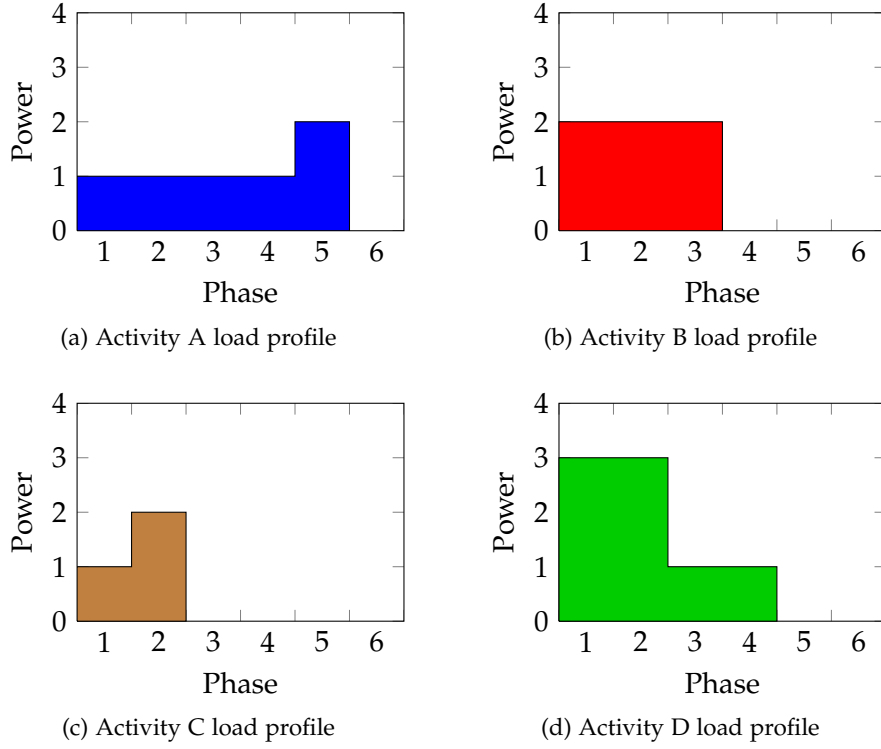 4
3
2
1
0
Power
1 2 3 4 5 6
Phase
(a) Activity A load profile
4
3
2
1
0
Power
1 2 3 4 5 6
Phase
(b) Activity B load profile
4
3
2
1
0
Power
1 2 3 4 5 6
Phase
(c) Activity C load profile
4
3
2
1
0
Power
1 2 3 4 5 6
Phase
(d) Activity D load profile